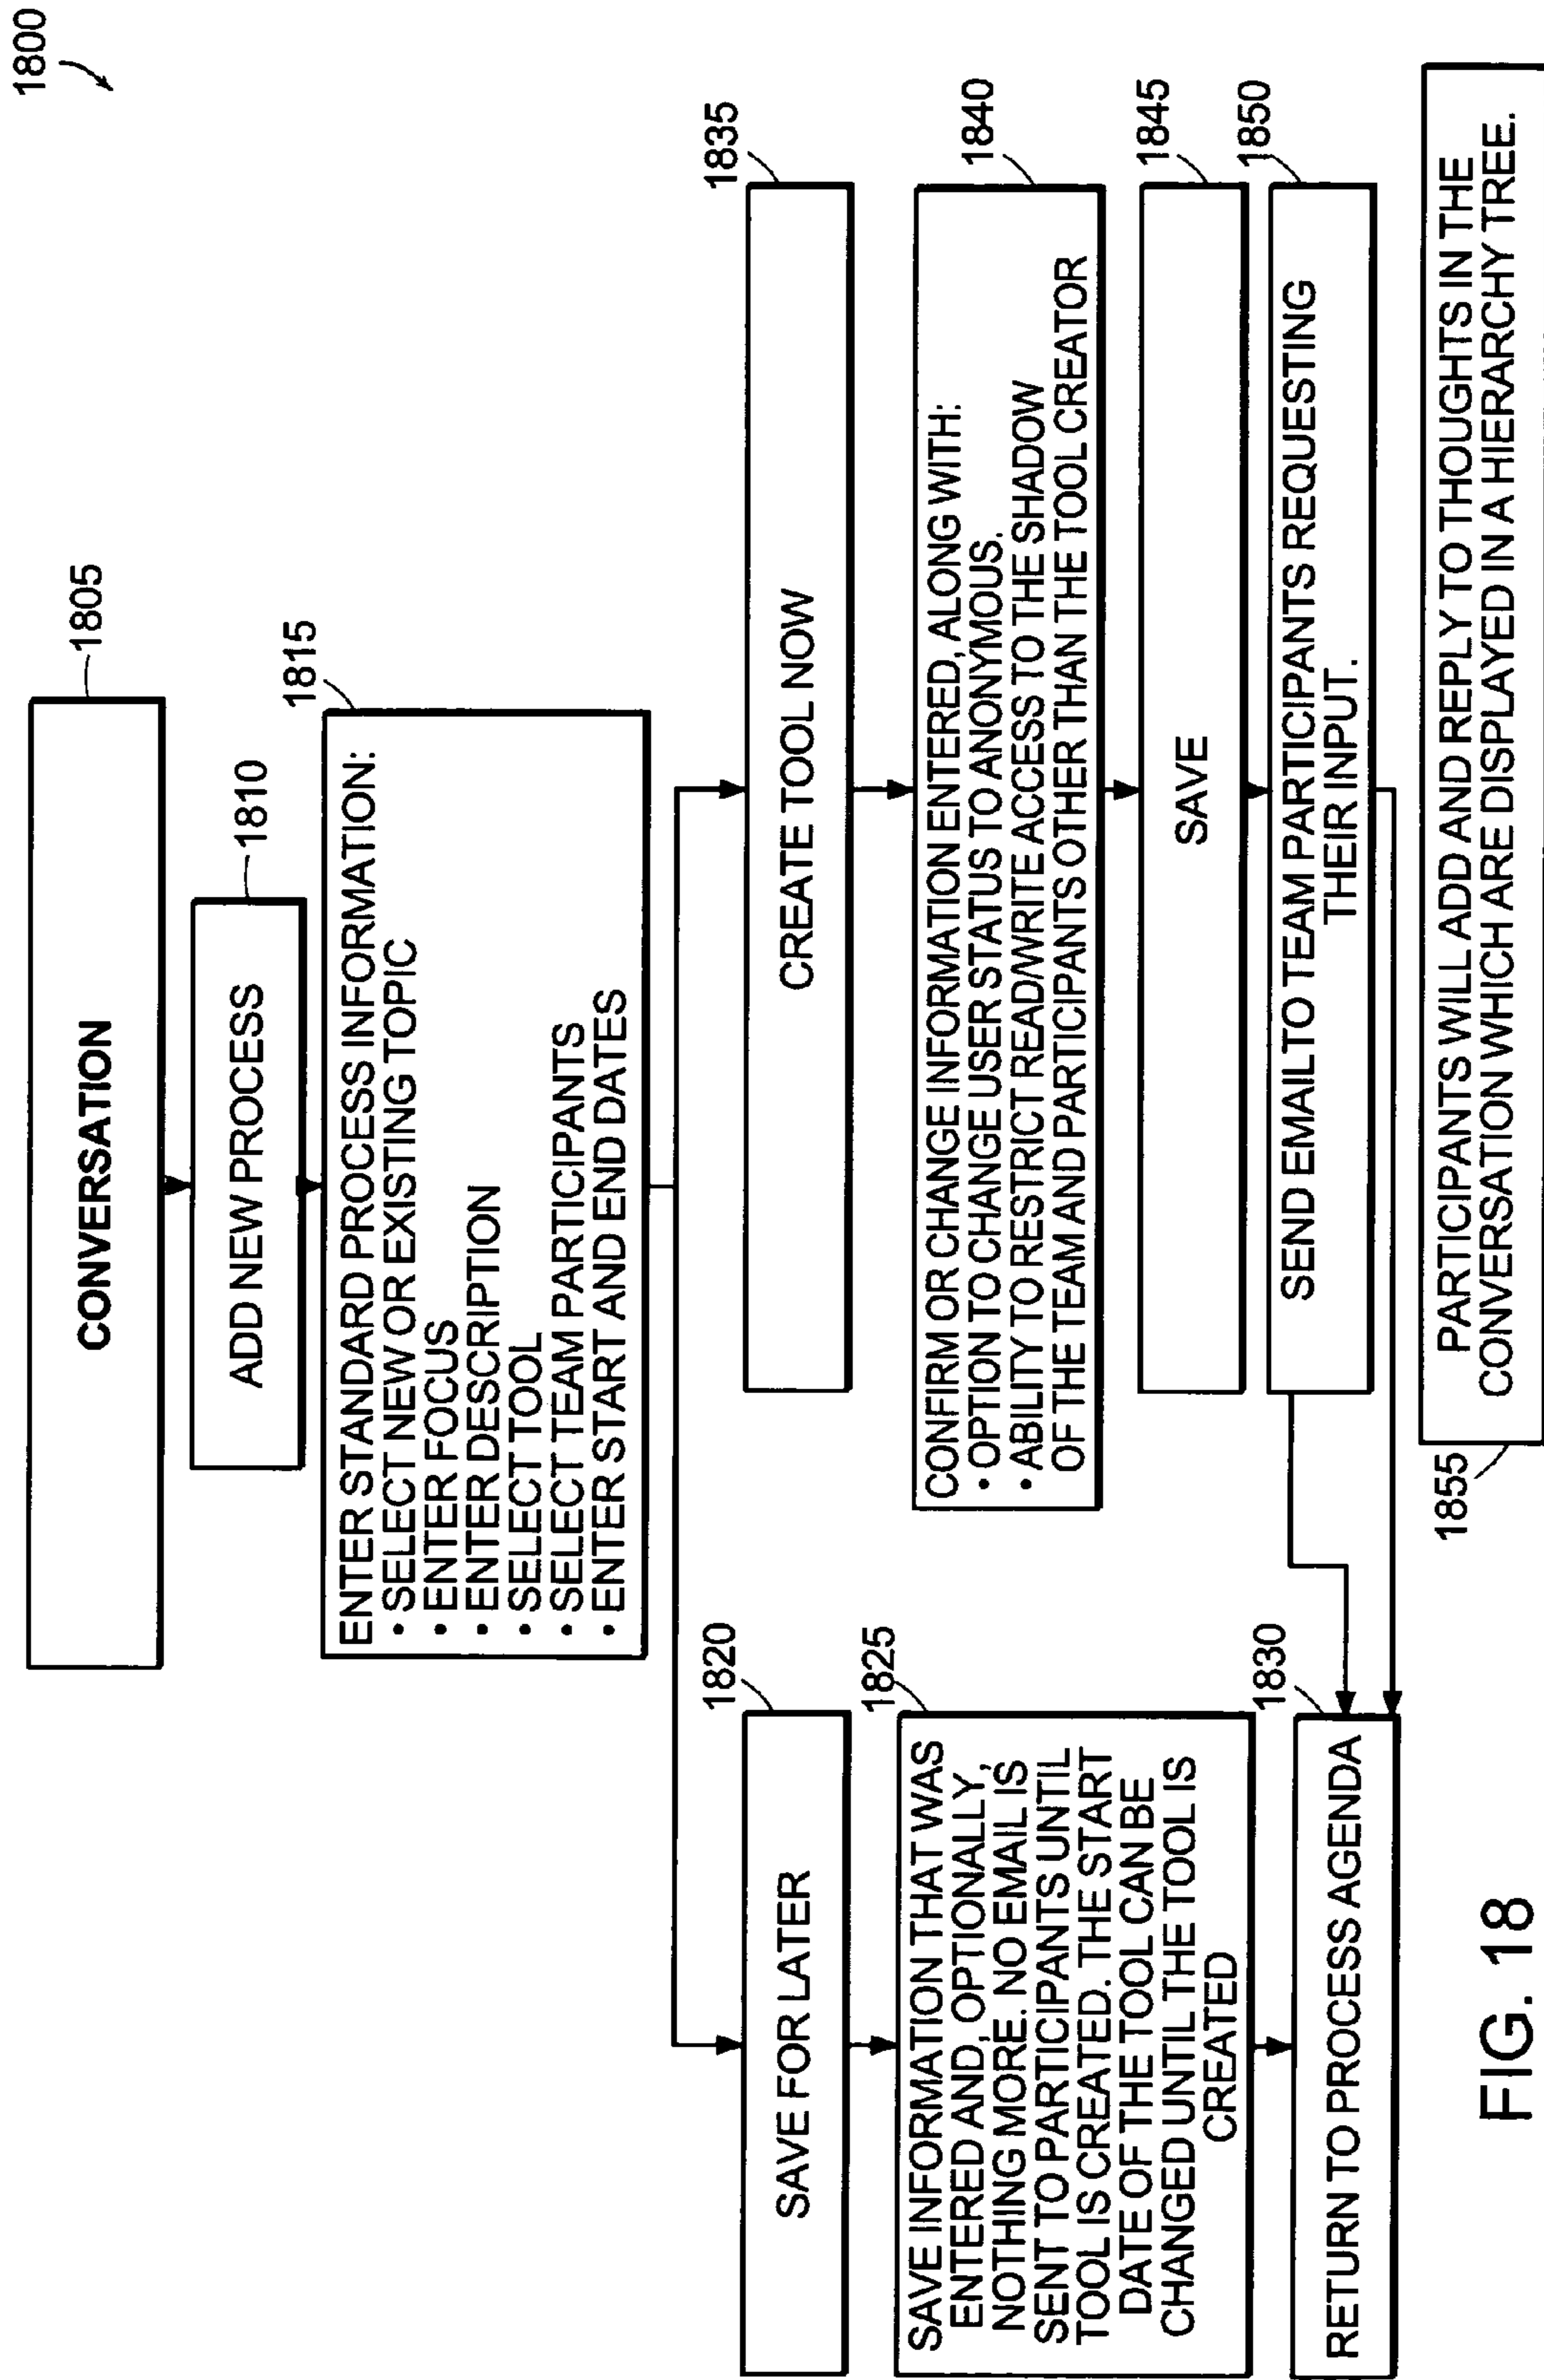 1800
CONVERSATION
1805
ADD NEW PROCESS
1810
1815
ENTER STANDARD PROCESS INFORMATION:
• SELECT NEW OR EXISTING TOPIC
• ENTER FOCUS
• ENTER DESCRIPTION
• SELECT TOOL
• SELECT TEAM PARTICIPANTS
• ENTER START AND END DATES
1820
SAVE FOR LATER
1825
SAVE INFORMATION THAT WAS
ENTERED AND, OPTIONALLY,
NOTHING MORE. NO EMAIL IS
SENT TO PARTICIPANTS UNTIL
TOOL IS CREATED. THE START
DATE OF THE TOOL CAN BE
CHANGED UNTIL THE TOOL IS
CREATED
1830
RETURN TO PROCESS AGENDA
1835
CREATE TOOL NOW
1840
CONFIRM OR CHANGE INFORMATION ENTERED, ALONG WITH:
• OPTION TO CHANGE USER STATUS TO ANONYMOUS.
• ABILITY TO RESTRICT READ/WRITE ACCESS TO THE SHADOW
OF THE TEAM AND PARTICIPANTS OTHER THAN THE TOOL CREATOR
1845
SAVE
1850
SEND EMAIL TO TEAM PARTICIPANTS REQUESTING
THEIR INPUT.
1855
PARTICIPANTS WILL ADD AND REPLY TO THOUGHTS IN THE
CONVERSATION WHICH ARE DISPLAYED IN A HIERARCHY TREE.
FIG. 18